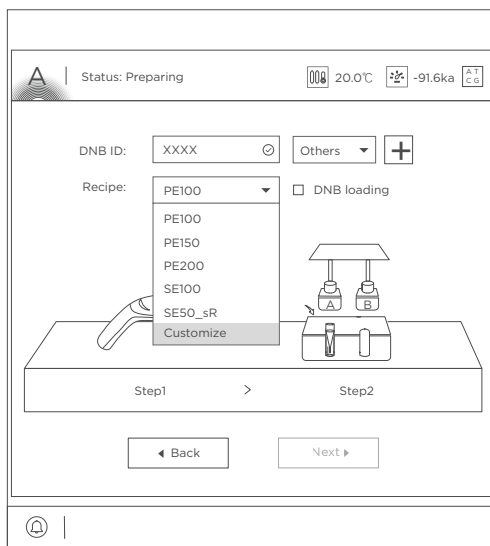 A Status: Preparing 20.0℃ -91.6ka A T
C G
DNB ID: XXXX Others
Recipe: PE100 DNB loading
PE100
PE150
PE200
SE100
SE50_sR
Customize
A B
Step1 > Step2
Back Next